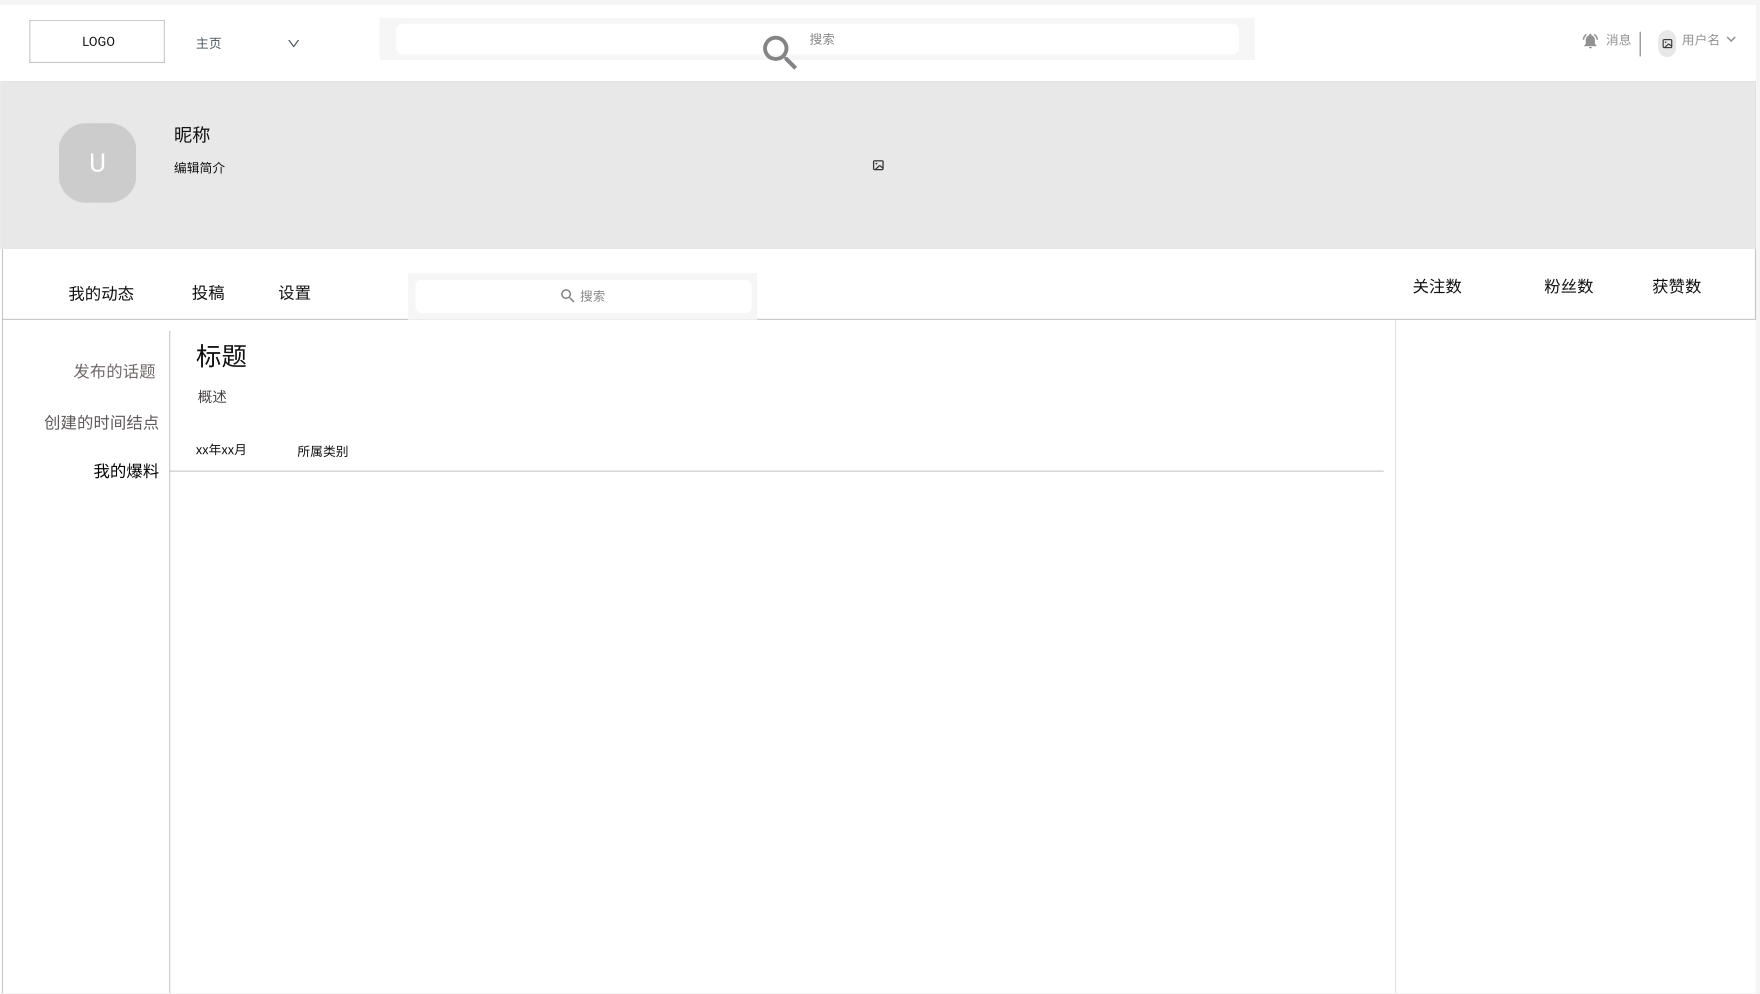 LOGO
主页
搜索
消息
用户名
U
昵称
编辑简介
我的动态
投稿
设置
搜索
关注数
粉丝数
获赞数
发布的话题
创建的时间结点
我的爆料
标题
概述
xx年xx月
所属类别